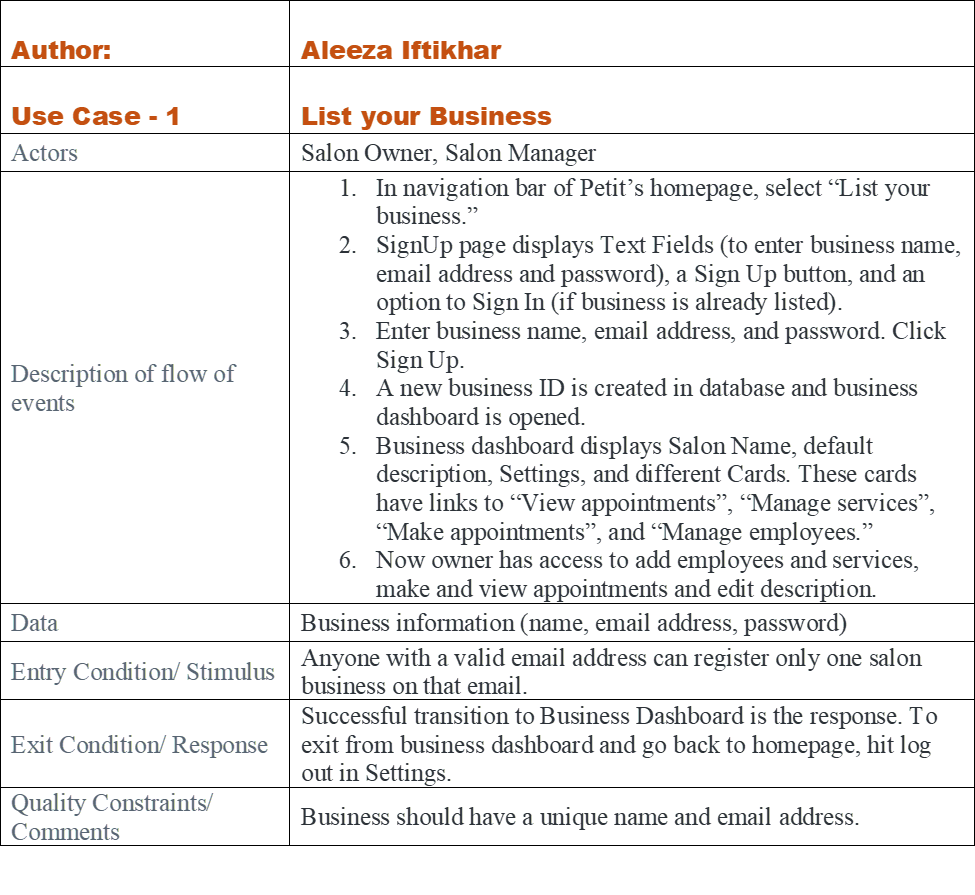 Author:
Aleeza Iftikhar
Use Case - 1
List your Business
Actors
Salon Owner, Salon Manager
Description of flow of
events
1. In navigation bar of Petit’s homepage, select “List your
business.”
2. SignUp page displays Text Fields (to enter business name,
email address and password), a Sign Up button, and an
option to Sign In (if business is already listed).
3. Enter business name, email address, and password. Click
Sign Up.
4. A new business ID is created in database and business
dashboard is opened.
5. Business dashboard displays Salon Name, default
description, Settings, and different Cards. These cards
have links to “View appointments”, “Manage services”,
“Make appointments”, and “Manage employees.”
6. Now owner has access to add employees and services,
make and view appointments and edit description.
Data
Business information (name, email address, password)
Entry Condition/ Stimulus
Anyone with a valid email address can register only one salon
business on that email.
Exit Condition/ Response
Successful transition to Business Dashboard is the response. To
exit from business dashboard and go back to homepage, hit log
out in Settings.
Quality Constraints/
Comments
Business should have a unique name and email address.